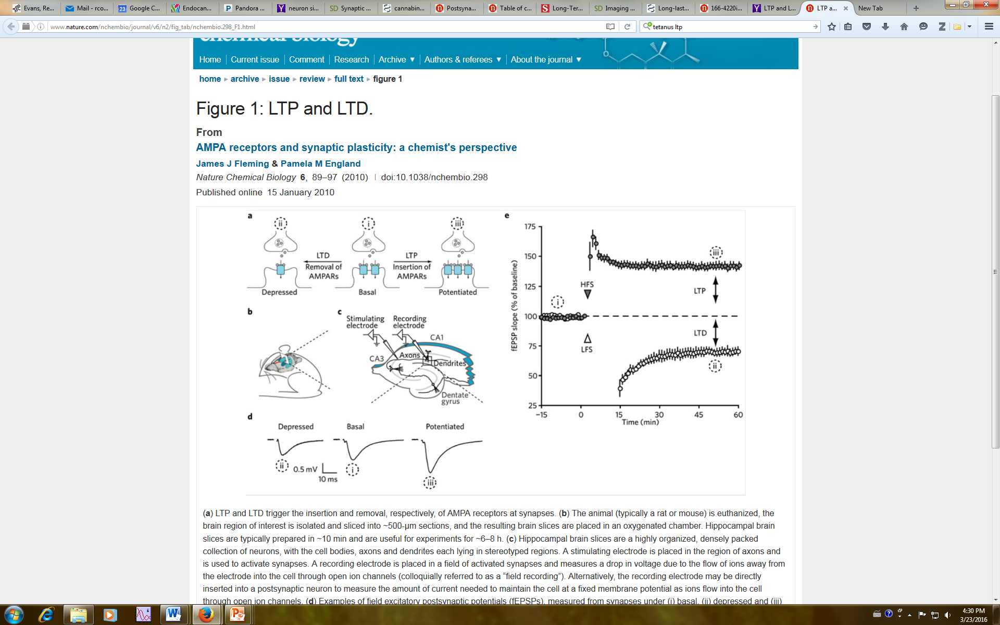 Evans, Re...
Mail - rco...
Google C...
Endocan...
Pandora ...
neuron si...
Synaptic ...
cannabin...
Postsyna...
Table of c...
Long-Ter...
Imaging ...
Long-last...
166-4220i...
LTP and L...
LTP a...
New Tab
www.nature.com/nchembio/journal/v6/n2/fig_tab/nchembio.298_F1.html
tetanus ltp
chemical biology
Home Current issue Comment Research Archive ▼ Authors & referees ▼ About the journal ▼
home ▸ archive ▸ issue ▸ review ▸ full text ▸ figure 1
Figure 1: LTP and LTD.
From
AMPA receptors and synaptic plasticity: a chemist's perspective
James J Fleming & Pamela M England
Nature Chemical Biology 6, 89–97 (2010) | doi:10.1038/nchembio.298
Published online 15 January 2010
a
ii
i
iii
LTD
Removal of
AMPARs
LTP
Insertion of
AMPARs
Depressed
Basal
Potentiated
b
c
Stimulating
electrode
Recording
electrode
CA1
CA3
Axons
Dendrites
Dentate
gyrus
d
Depressed
Basal
Potentiated
ii
0.5 mV
10 ms
i
iii
e
fEPSP slope (% of baseline)
175
150
125
100
75
50
25
i
HFS
LFS
iii
LTP
LTD
ii
−15
0
15
30
45
60
Time (min)
(a) LTP and LTD trigger the insertion and removal, respectively, of AMPA receptors at synapses. (b) The animal (typically a rat or mouse) is euthanized, the
brain region of interest is isolated and sliced into ~500-μm sections, and the resulting brain slices are placed in an oxygenated chamber. Hippocampal brain
slices are typically prepared in ~10 min and are useful for experiments for ~6–8 h. (c) Hippocampal brain slices are a highly organized, densely packed
collection of neurons, with the cell bodies, axons and dendrites each lying in stereotyped regions. A stimulating electrode is placed in the region of axons and
is used to activate synapses. A recording electrode is placed in a field of activated synapses and measures a drop in voltage due to the flow of ions away from
the electrode into the cell through open ion channels (colloquially referred to as a “field recording”). Alternatively, the recording electrode may be directly
inserted into a postsynaptic neuron to measure the amount of current needed to maintain the cell at a fixed membrane potential as ions flow into the cell
through open ion channels. (d) Examples of field excitatory postsynaptic potentials (fEPSPs), measured from synapses under (i) basal, (ii) depressed and (iii)
4:30 PM
3/23/2016